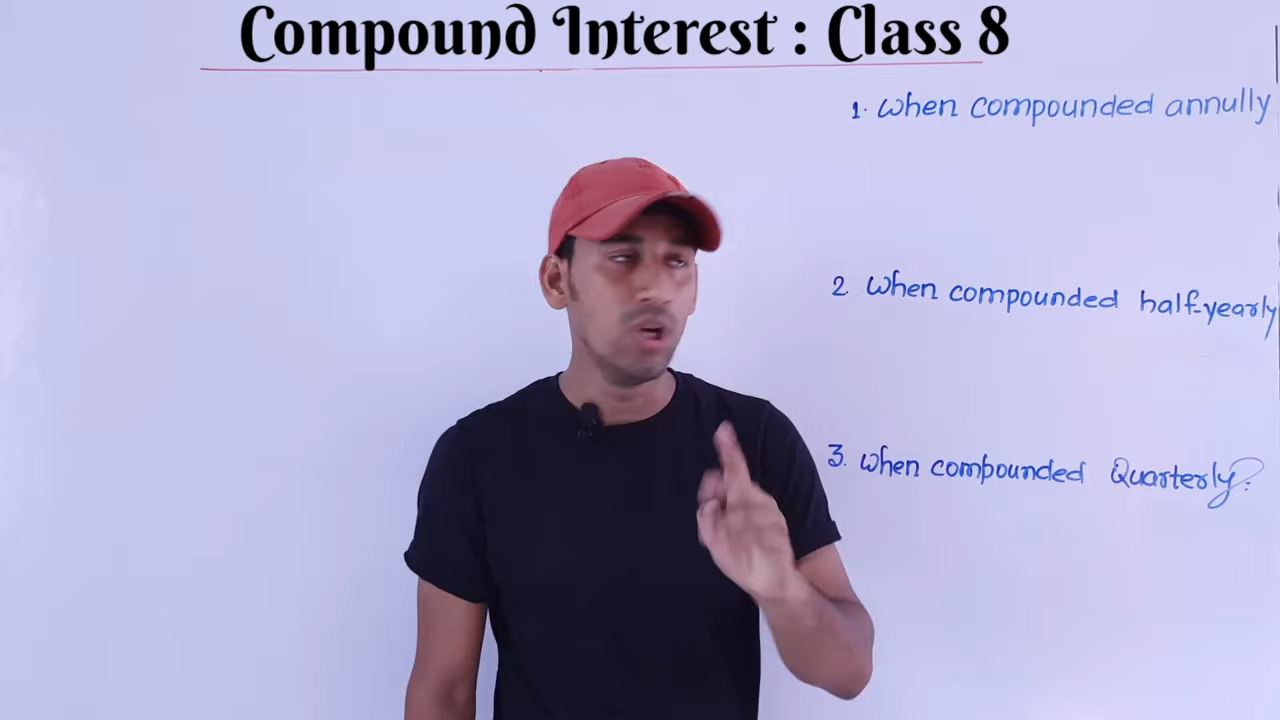 Compound Interest : Class 8
1. when compounded annully
2. when compounded half-yearly
3. when compounded Quarterly?